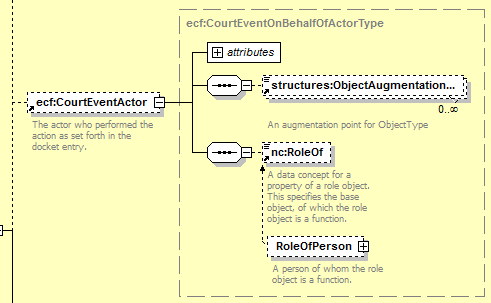 ecf:CourtEventOnBehalfOfActorType
attributes
structures:ObjectAugmentation...
0..∞
An augmentation point for ObjectType
ecf:CourtEventActor
The actor who performed the
action as set forth in the
docket entry.
nc:RoleOf
A data concept for a
property of a role object.
This specifies the base
object, of which the role
object is a function.
RoleOfPerson
A person of whom the role
object is a function.